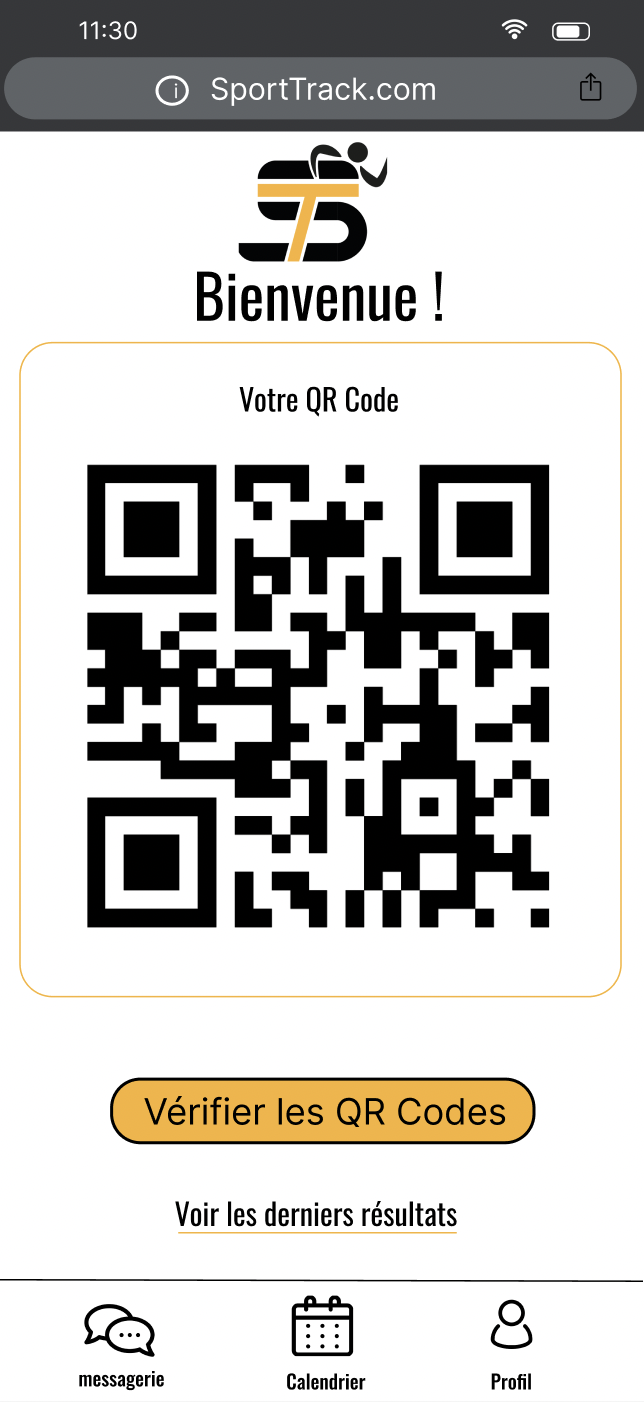 11:30
SportTrack.com
ST
Bienvenue !
Votre QR Code
Vérifier les QR Codes
Voir les derniers résultats
messagerie
Calendrier
Profil